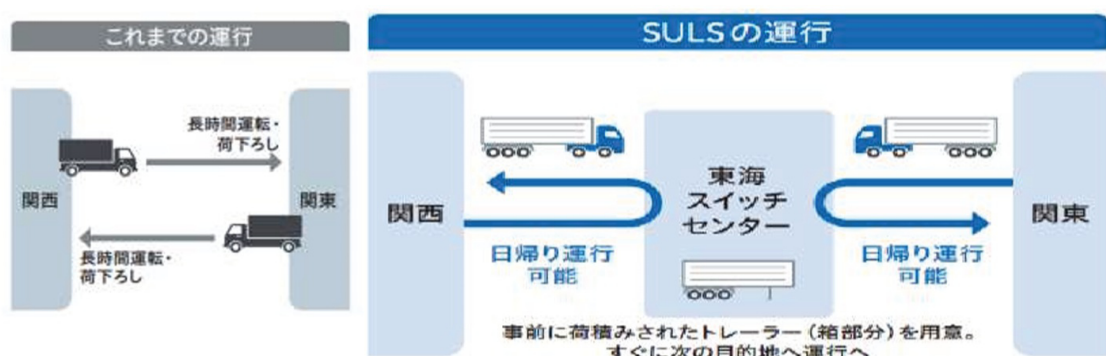 これまでの運行
関西
長時間運転・
荷下ろし
関東
長時間運転・
荷下ろし
SULSの運行
関西
東海
スイッチ
センター
関東
日帰り運行
可能
日帰り運行
可能
事前に荷積みされたトレーラー(箱部分)を用意。
すぐに次の目的地へ運行へ